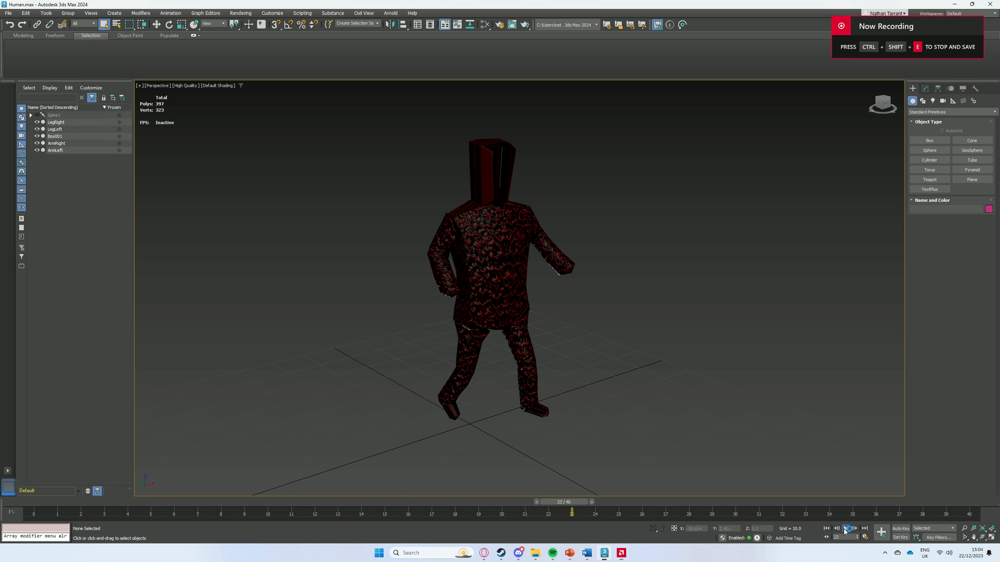 Human.max - Autodesk 3ds Max 2024
File Edit Tools Group Views Create Modifiers Animation Graph Editors Rendering Customize Scripting Substance Civil View Arnold Help
Nathan Tarrant Workspaces: Default
All View Create Selection Se C:\Users\nat...3ds Max 2024 6
Now Recording
PRESS CTRL + SHIFT + E TO STOP AND SAVE
Modeling Freeform Selection Object Paint Populate
Select Display Edit Customize
[+] [Perspective ] [High Quality ] [Default Shading ]
Name (Sorted Descending) Frozen
Spine1
LegRight
LegLeft
Box001
ArmRight
ArmLeft
Total
Polys: 397
Verts: 323
FPS: Inactive
Standard Primitives
Object Type
AutoGrid
Box Cone
Sphere GeoSphere
Cylinder Tube
Torus Pyramid
Teapot Plane
TextPlus
Name and Color
Default
< 23 / 40 >
0 1 2 3 4 5 6 7 8 9 10 11 12 13 14 15 16 17 18 19 20 21 22 23 24 25 26 27 28 29 30 31 32 33 34 35 36 37 38 39 40
None Selected
X: -59.604 Y: 2.401 Z: 0.0 Grid = 10.0
Auto Key Selected
Array modifier menu alr
Click or click-and-drag to select objects
Enabled: 0 Add Time Tag
23
Set Key Key Filters...
Search
ENG
UK
15:04
22/12/2023